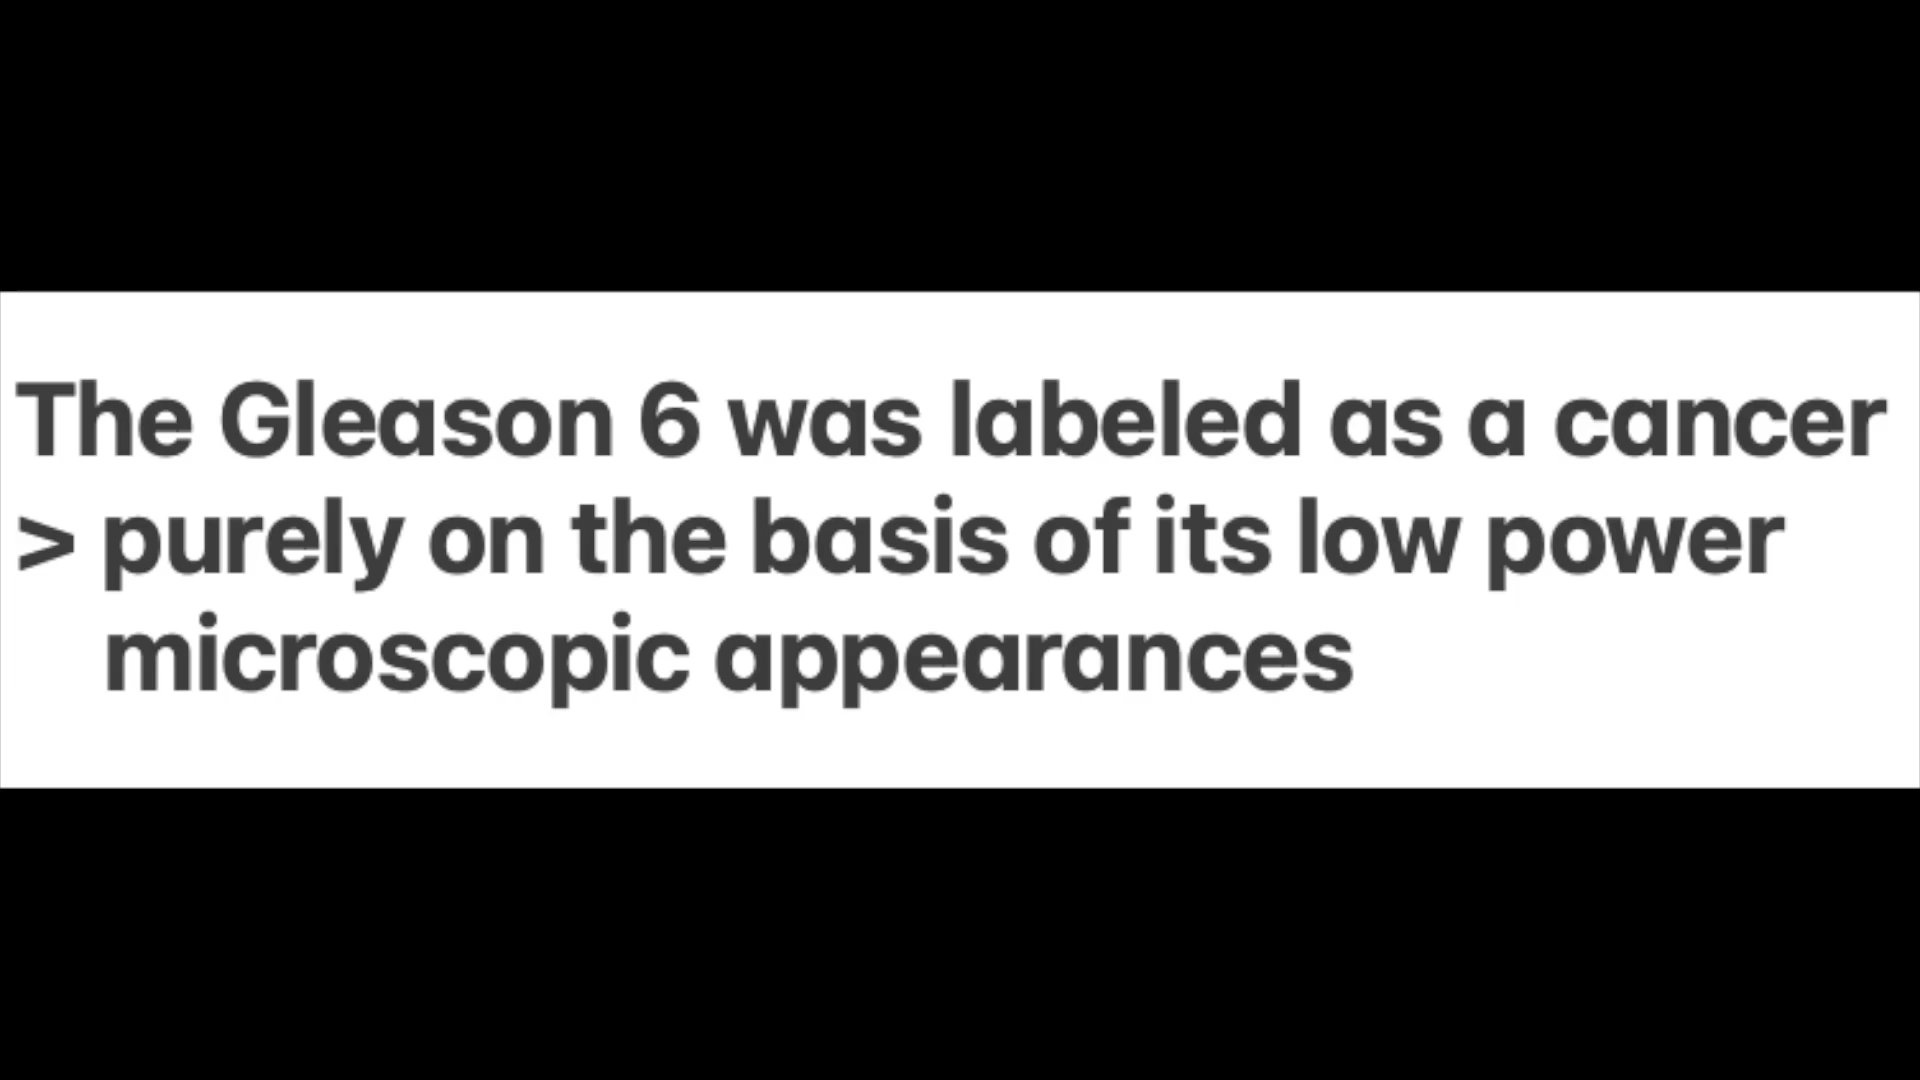 The Gleason 6 was labeled as a cancer
> purely on the basis of its low power
microscopic appearances